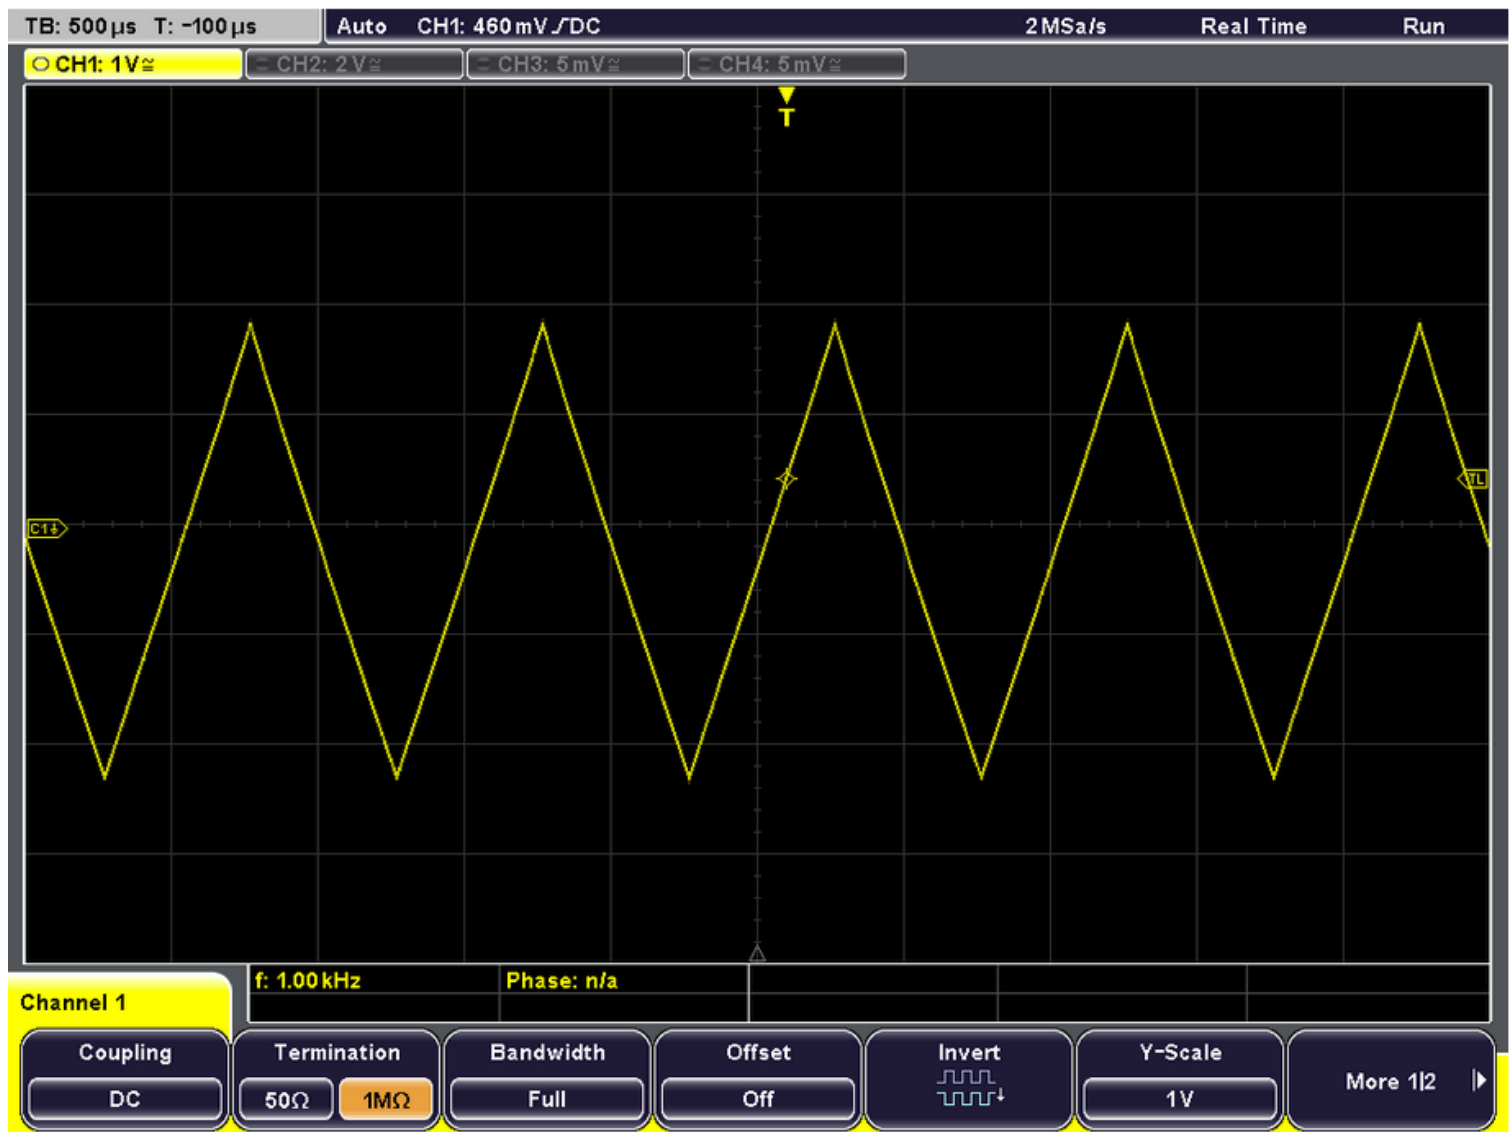 TB: 500 µs T: -100 µs Auto CH1: 460 mV DC 2 MSa/s Real Time Run
CH1: 1 V≅ CH2: 2 V≅ CH3: 5 mV≅ CH4: 5 mV≅
T
TL
C1
f: 1.00 kHz Phase: n/a
Channel 1
Coupling Termination Bandwidth Offset Invert Y-Scale More 1|2
DC 50Ω 1MΩ Full Off 1 V